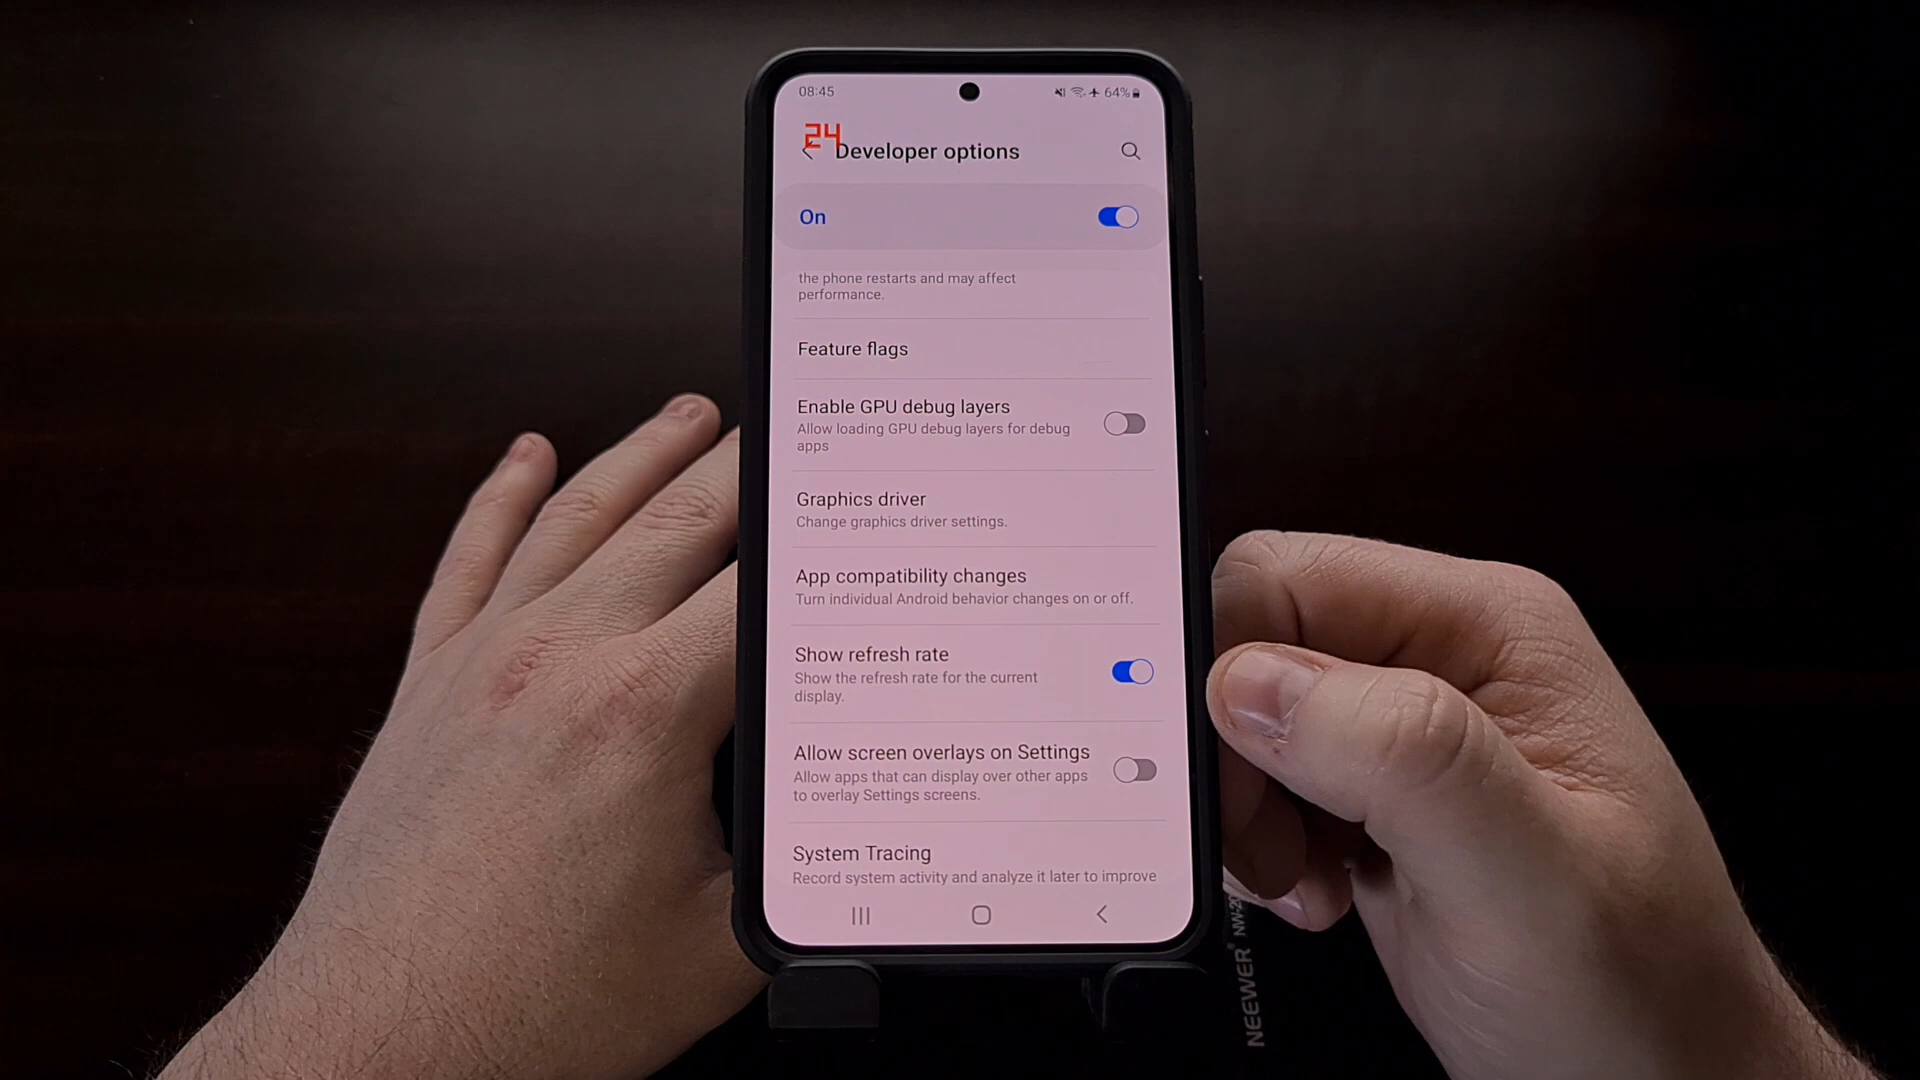 08:45
64%
24
Developer options
On
the phone restarts and may affect
performance.
Feature flags
Enable GPU debug layers
Allow loading GPU debug layers for debug
apps
Graphics driver
Change graphics driver settings.
App compatibility changes
Turn individual Android behavior changes on or off.
Show refresh rate
Show the refresh rate for the current
display.
Allow screen overlays on Settings
Allow apps that can display over other apps
to overlay Settings screens.
System Tracing
Record system activity and analyze it later to improve
NEEWER®